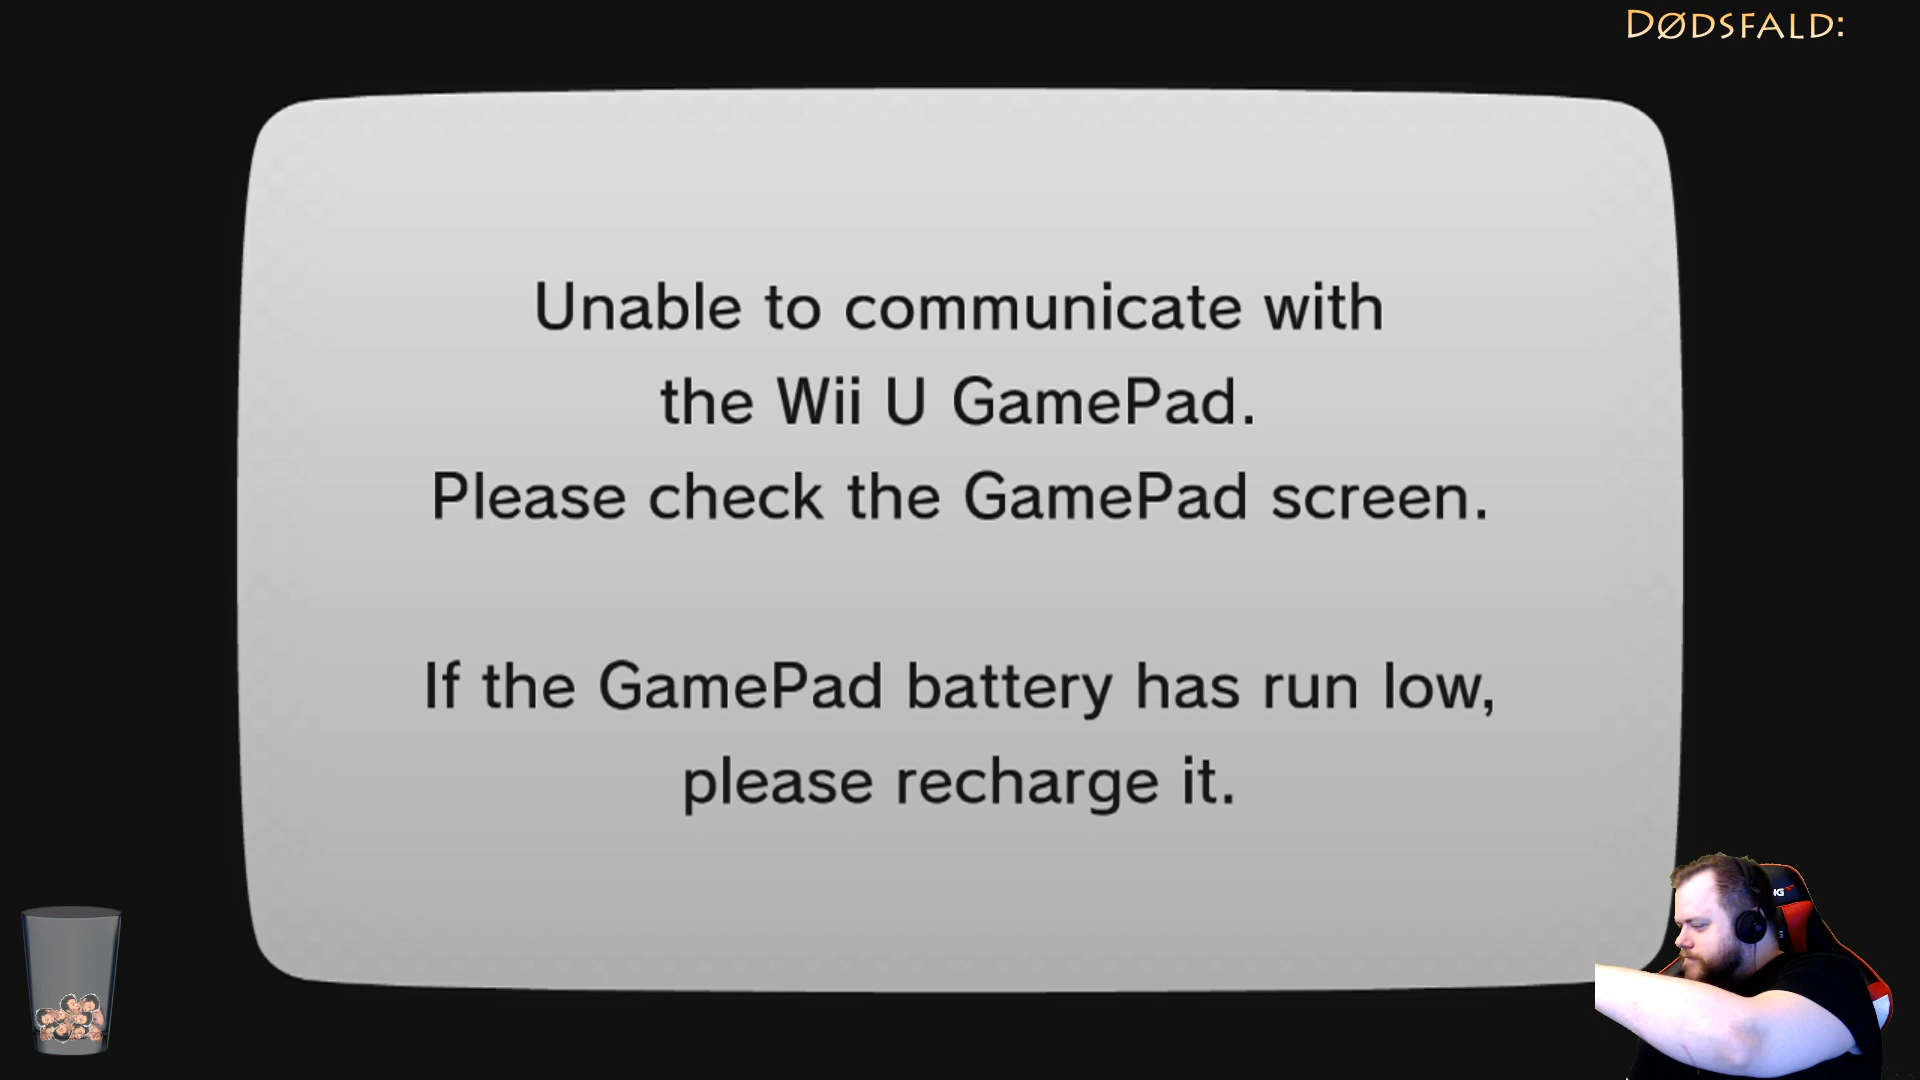 DØDSFALD:
Unable to communicate with
the Wii U GamePad.
Please check the GamePad screen.
If the GamePad battery has run low,
please recharge it.